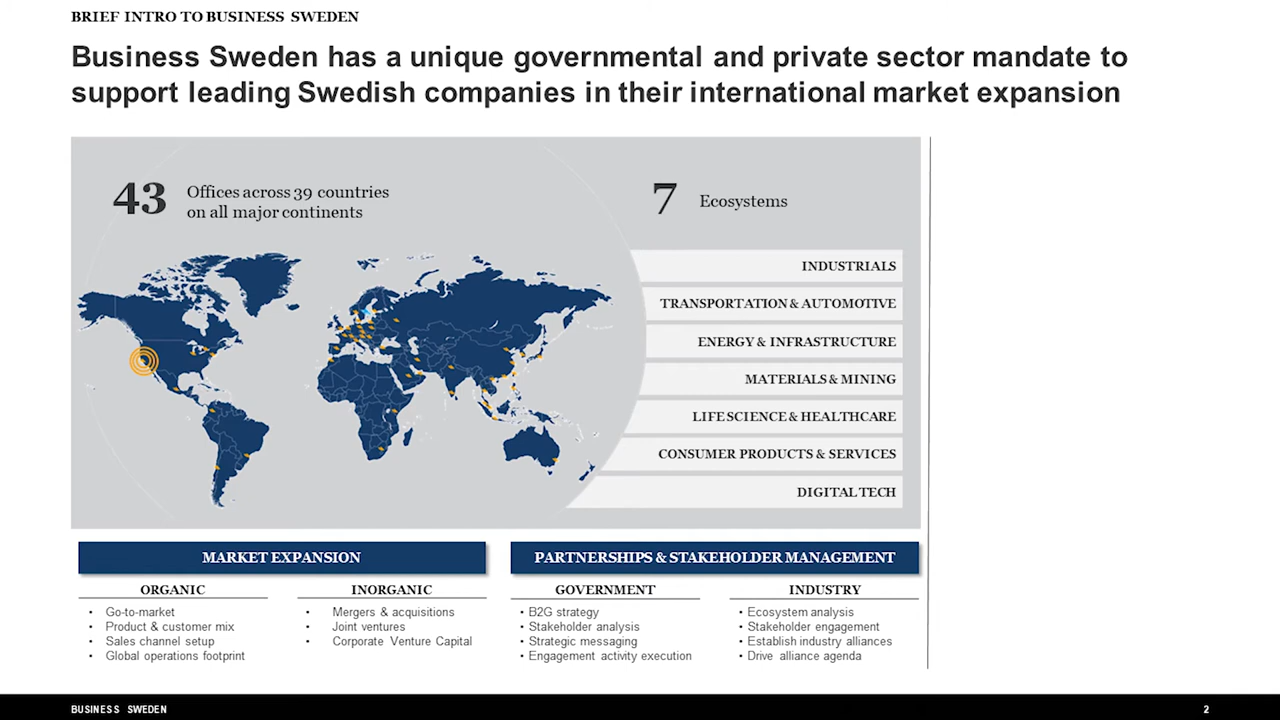 BRIEF INTRO TO BUSINESS SWEDEN
Business Sweden has a unique governmental and private sector mandate to
support leading Swedish companies in their international market expansion
43
Offices across 39 countries
on all major continents
7
Ecosystems
INDUSTRIALS
TRANSPORTATION & AUTOMOTIVE
ENERGY & INFRASTRUCTURE
MATERIALS & MINING
LIFE SCIENCE & HEALTHCARE
CONSUMER PRODUCTS & SERVICES
DIGITAL TECH
MARKET EXPANSION
ORGANIC
• Go-to-market
• Product & customer mix
• Sales channel setup
• Global operations footprint
INORGANIC
• Mergers & acquisitions
• Joint ventures
• Corporate Venture Capital
PARTNERSHIPS & STAKEHOLDER MANAGEMENT
GOVERNMENT
• B2G strategy
• Stakeholder analysis
• Strategic messaging
• Engagement activity execution
INDUSTRY
• Ecosystem analysis
• Stakeholder engagement
• Establish industry alliances
• Drive alliance agenda
BUSINESS SWEDEN
2